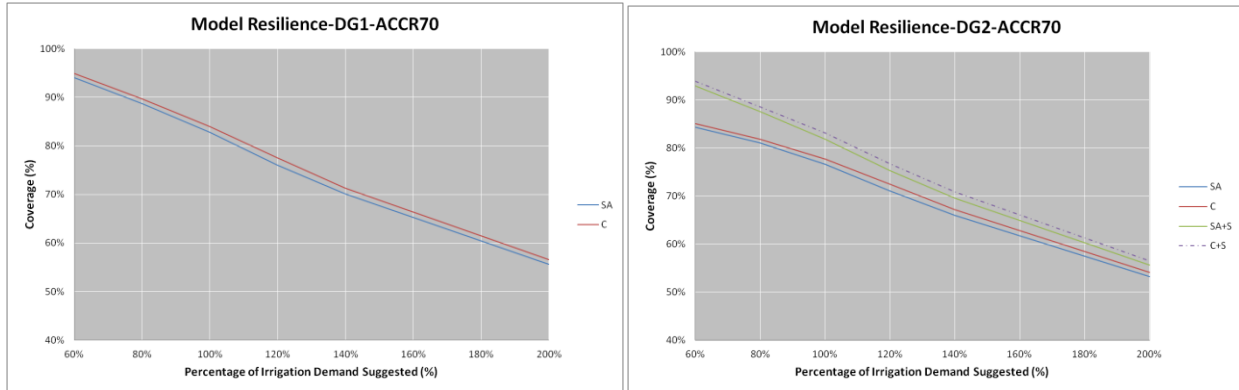 Model Resilience-DG1-ACCR70
100%
90%
80%
70%
60%
50%
40%
Coverage (%)
60% 80% 100% 120% 140% 160% 180% 200%
Percentage of Irrigation Demand Suggested (%)
SA
C
Model Resilience-DG2-ACCR70
100%
90%
80%
70%
60%
50%
40%
Coverage (%)
60% 80% 100% 120% 140% 160% 180% 200%
Percentage of Irrigation Demand Suggested (%)
SA
C
SA+S
C+S